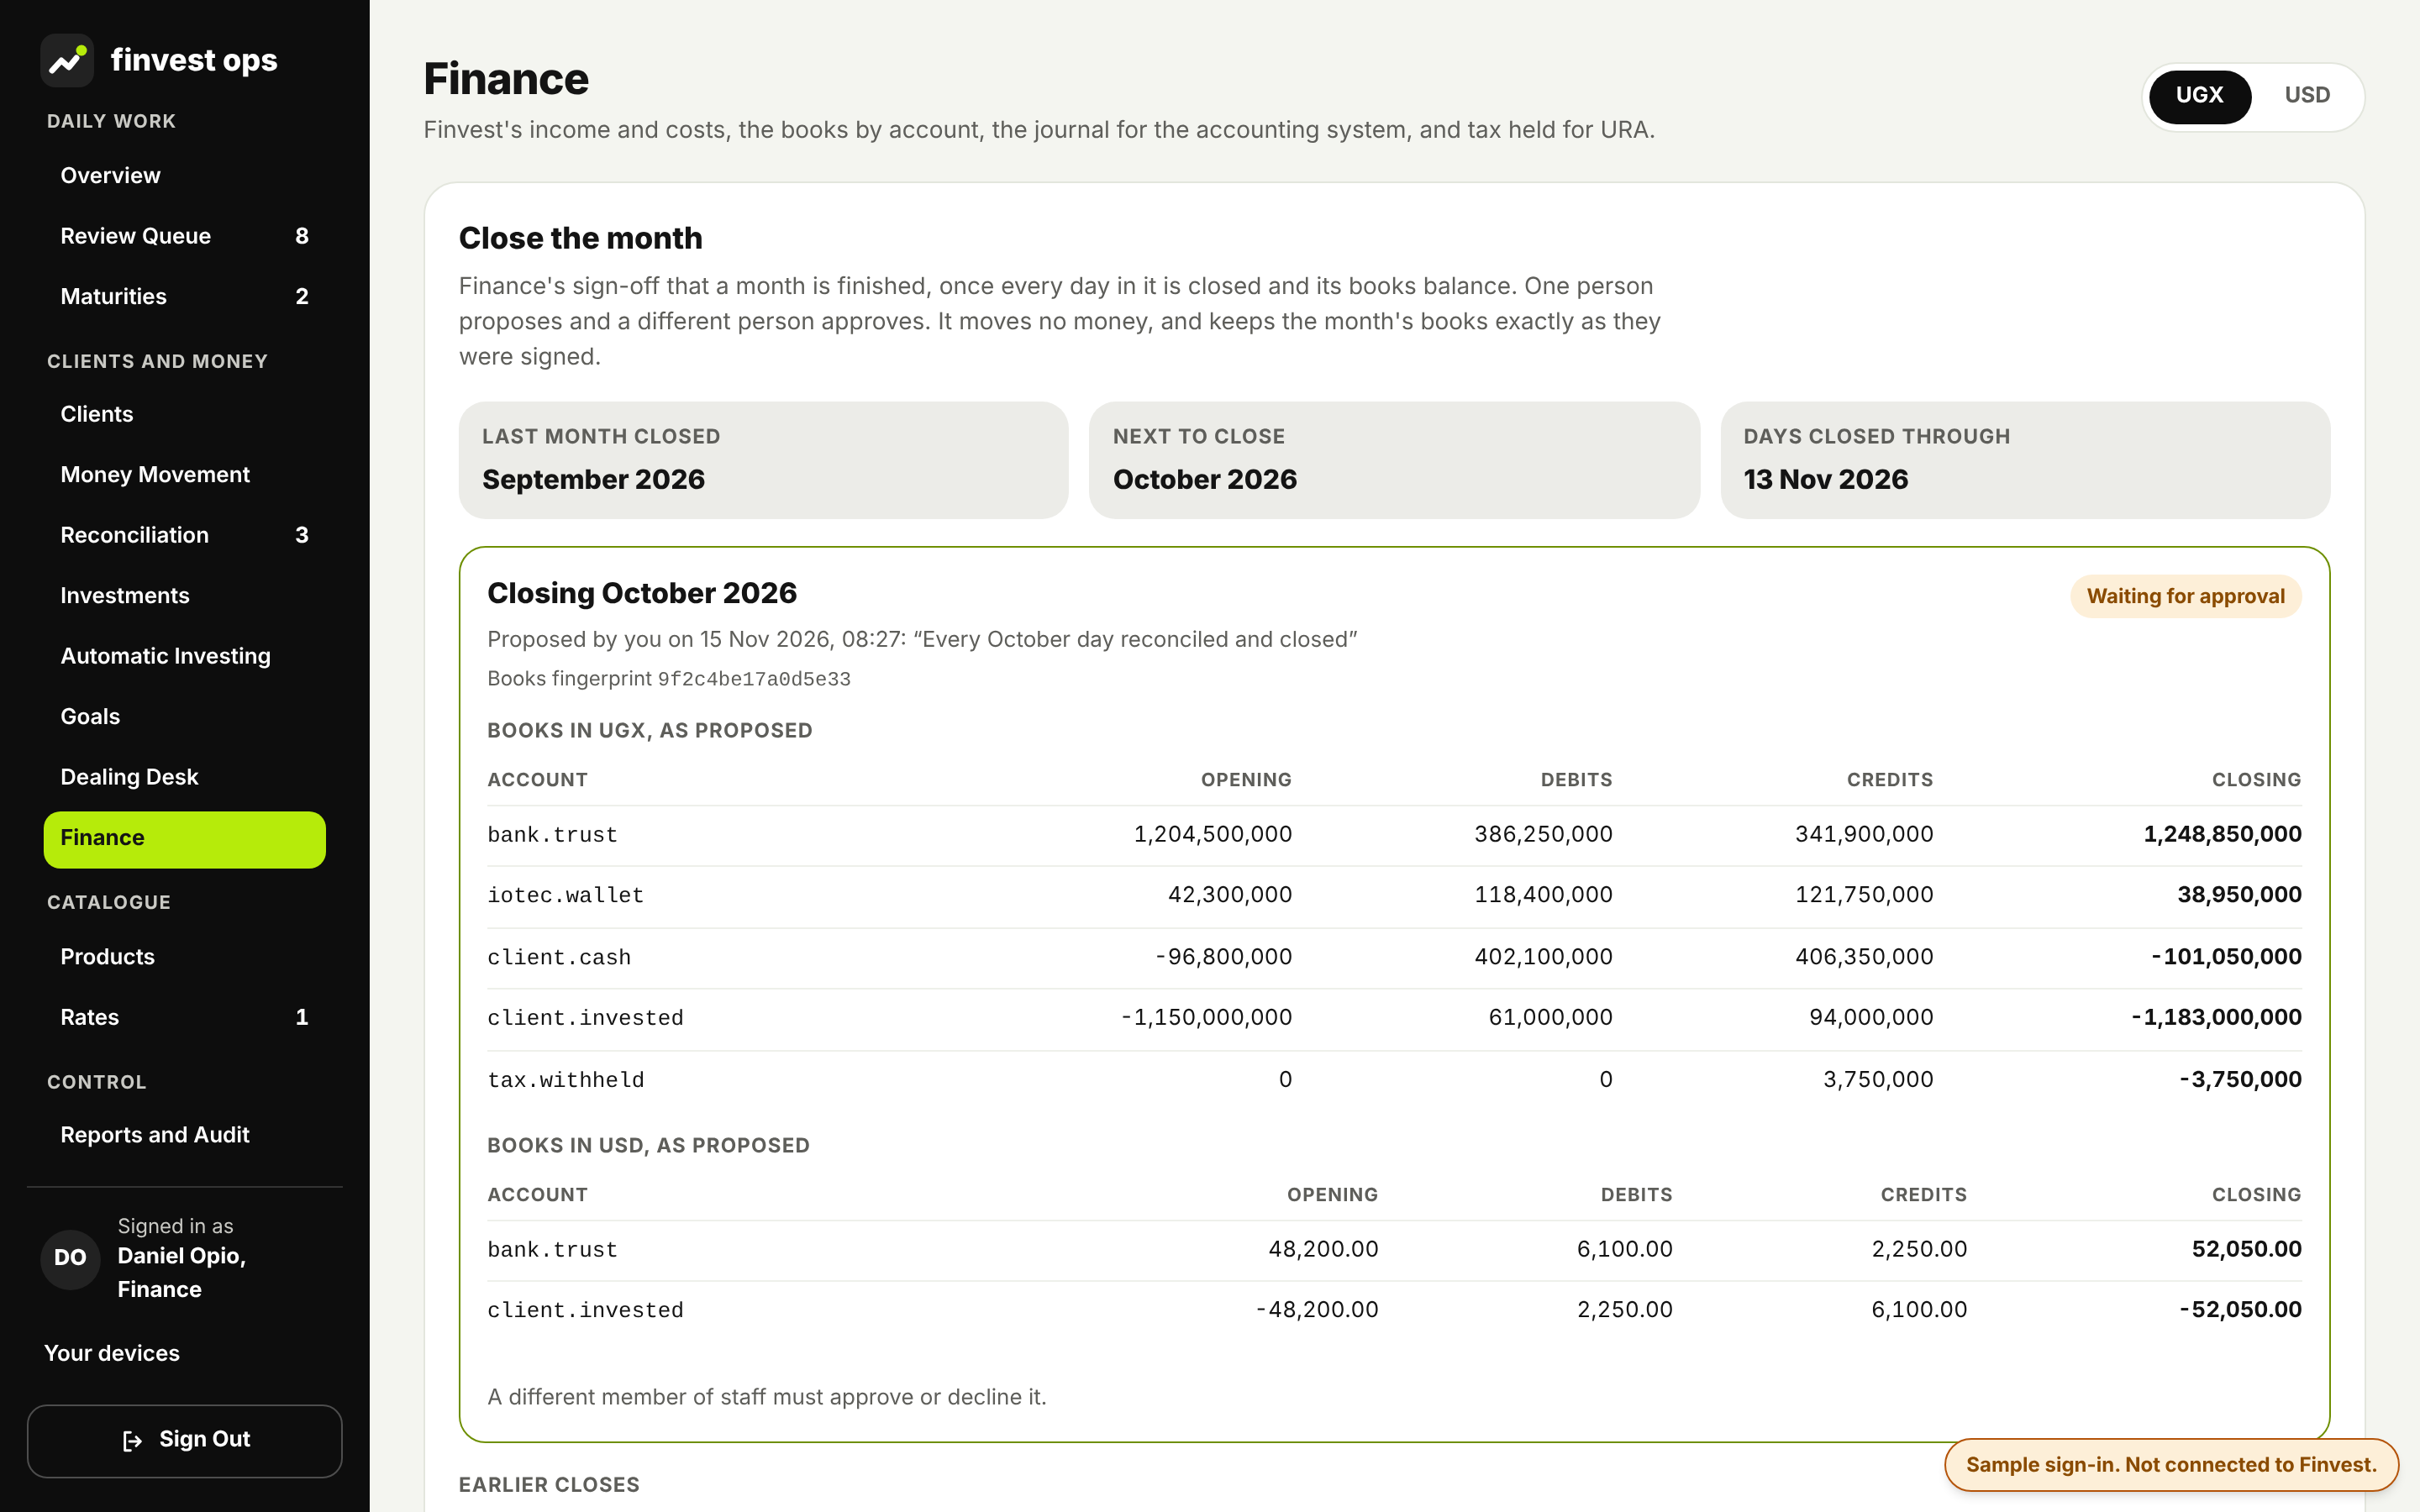 finvest ops
DAILY WORK
Overview
Review Queue 8
Maturities 2
CLIENTS AND MONEY
Clients
Money Movement
Reconciliation 3
Investments
Automatic Investing
Goals
Dealing Desk
Finance
CATALOGUE
Products
Rates 1
CONTROL
Reports and Audit
DO
Signed in as
Daniel Opio,
Finance
Your devices
Sign Out
Finance
Finvest's income and costs, the books by account, the journal for the accounting system, and tax held for URA.
UGX USD
Close the month
Finance's sign-off that a month is finished, once every day in it is closed and its books balance. One person
proposes and a different person approves. It moves no money, and keeps the month's books exactly as they
were signed.
LAST MONTH CLOSED
September 2026
NEXT TO CLOSE
October 2026
DAYS CLOSED THROUGH
13 Nov 2026
Closing October 2026
Waiting for approval
Proposed by you on 15 Nov 2026, 08:27: “Every October day reconciled and closed”
Books fingerprint 9f2c4be17a0d5e33
BOOKS IN UGX, AS PROPOSED
ACCOUNT OPENING DEBITS CREDITS CLOSING
bank.trust 1,204,500,000 386,250,000 341,900,000 1,248,850,000
iotec.wallet 42,300,000 118,400,000 121,750,000 38,950,000
client.cash -96,800,000 402,100,000 406,350,000 -101,050,000
client.invested -1,150,000,000 61,000,000 94,000,000 -1,183,000,000
tax.withheld 0 0 3,750,000 -3,750,000
BOOKS IN USD, AS PROPOSED
ACCOUNT OPENING DEBITS CREDITS CLOSING
bank.trust 48,200.00 6,100.00 2,250.00 52,050.00
client.invested -48,200.00 2,250.00 6,100.00 -52,050.00
A different member of staff must approve or decline it.
EARLIER CLOSES
Sample sign-in. Not connected to Finvest.